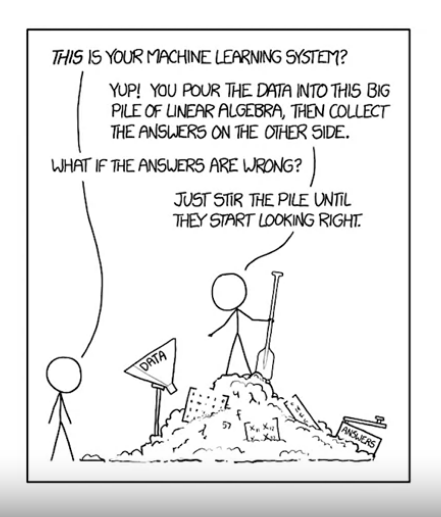 THIS IS YOUR MACHINE LEARNING SYSTEM?
YUP! YOU POUR THE DATA INTO THIS BIG
PILE OF LINEAR ALGEBRA, THEN COLLECT
THE ANSWERS ON THE OTHER SIDE.
WHAT IF THE ANSWERS ARE WRONG?
JUST STIR THE PILE UNTIL
THEY START LOOKING RIGHT.
DATA
ANSWERS